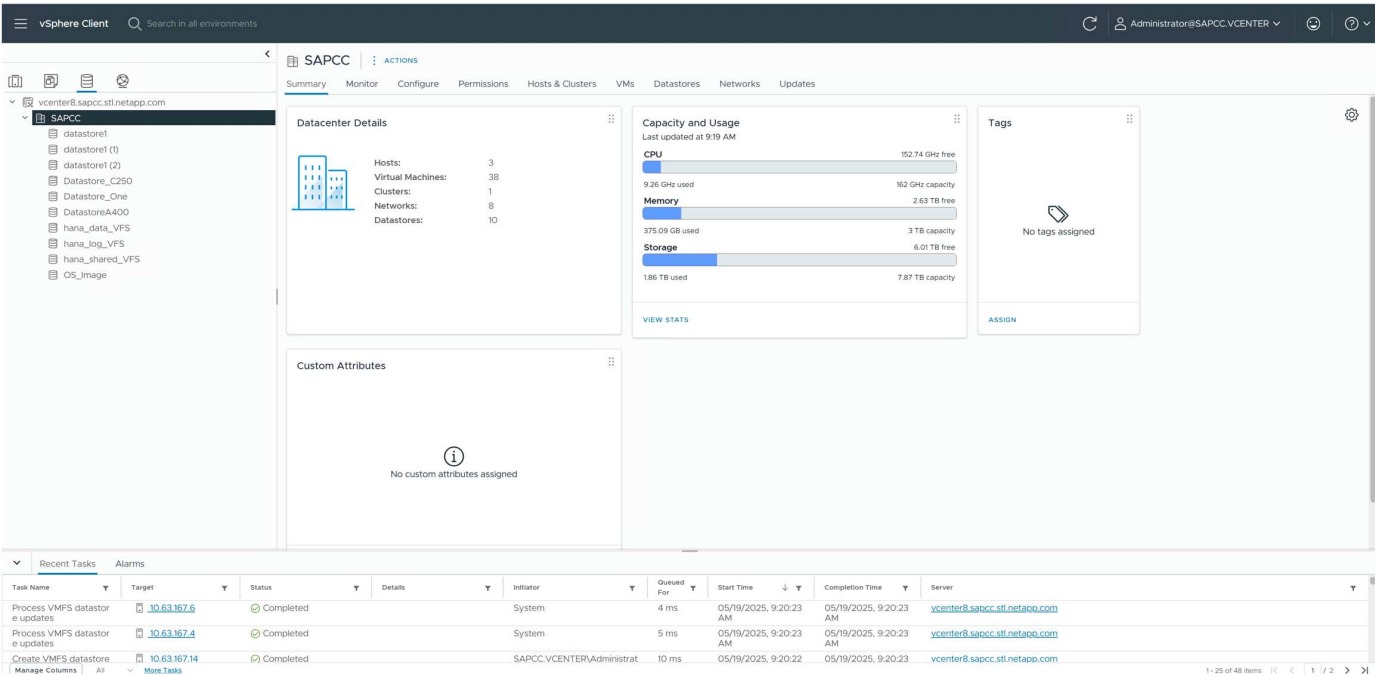 vSphere Client
Search in all environments
Administrator@SAPCC.VCENTER
vcenter8.sapcc.stl.netapp.com
SAPCC
datastore1
datastore1 (1)
datastore1 (2)
Datastore_C250
Datastore_One
DatastoreA400
hana_data_VFS
hana_log_VFS
hana_shared_VFS
OS_Image
SAPCC
ACTIONS
Summary Monitor Configure Permissions Hosts & Clusters VMs Datastores Networks Updates
Datacenter Details
Hosts: 3
Virtual Machines: 38
Clusters: 1
Networks: 8
Datastores: 10
Capacity and Usage
Last updated at 9:19 AM
CPU 152.74 GHz free
9.26 GHz used 162 GHz capacity
Memory 2.63 TB free
375.09 GB used 3 TB capacity
Storage 6.01 TB free
1.86 TB used 7.87 TB capacity
VIEW STATS
Tags
No tags assigned
ASSIGN
Custom Attributes
No custom attributes assigned
Recent Tasks Alarms
Task Name Target Status Details Initiator Queued For Start Time Completion Time Server
Process VMFS datastor 10.63.167.6 Completed System 4 ms 05/19/2025, 9:20:23 05/19/2025, 9:20:23 vcenter8.sapcc.stl.netapp.com
e updates AM AM
Process VMFS datastor 10.63.167.4 Completed System 5 ms 05/19/2025, 9:20:23 05/19/2025, 9:20:23 vcenter8.sapcc.stl.netapp.com
e updates AM AM
Create VMFS datastore 10.63.167.14 Completed SAPCC.VCENTER\Administrat 10 ms 05/19/2025, 9:20:22 05/19/2025, 9:20:23 vcenter8.sapcc.stl.netapp.com
Manage Columns All More Tasks 1 - 25 of 48 items 1 / 2